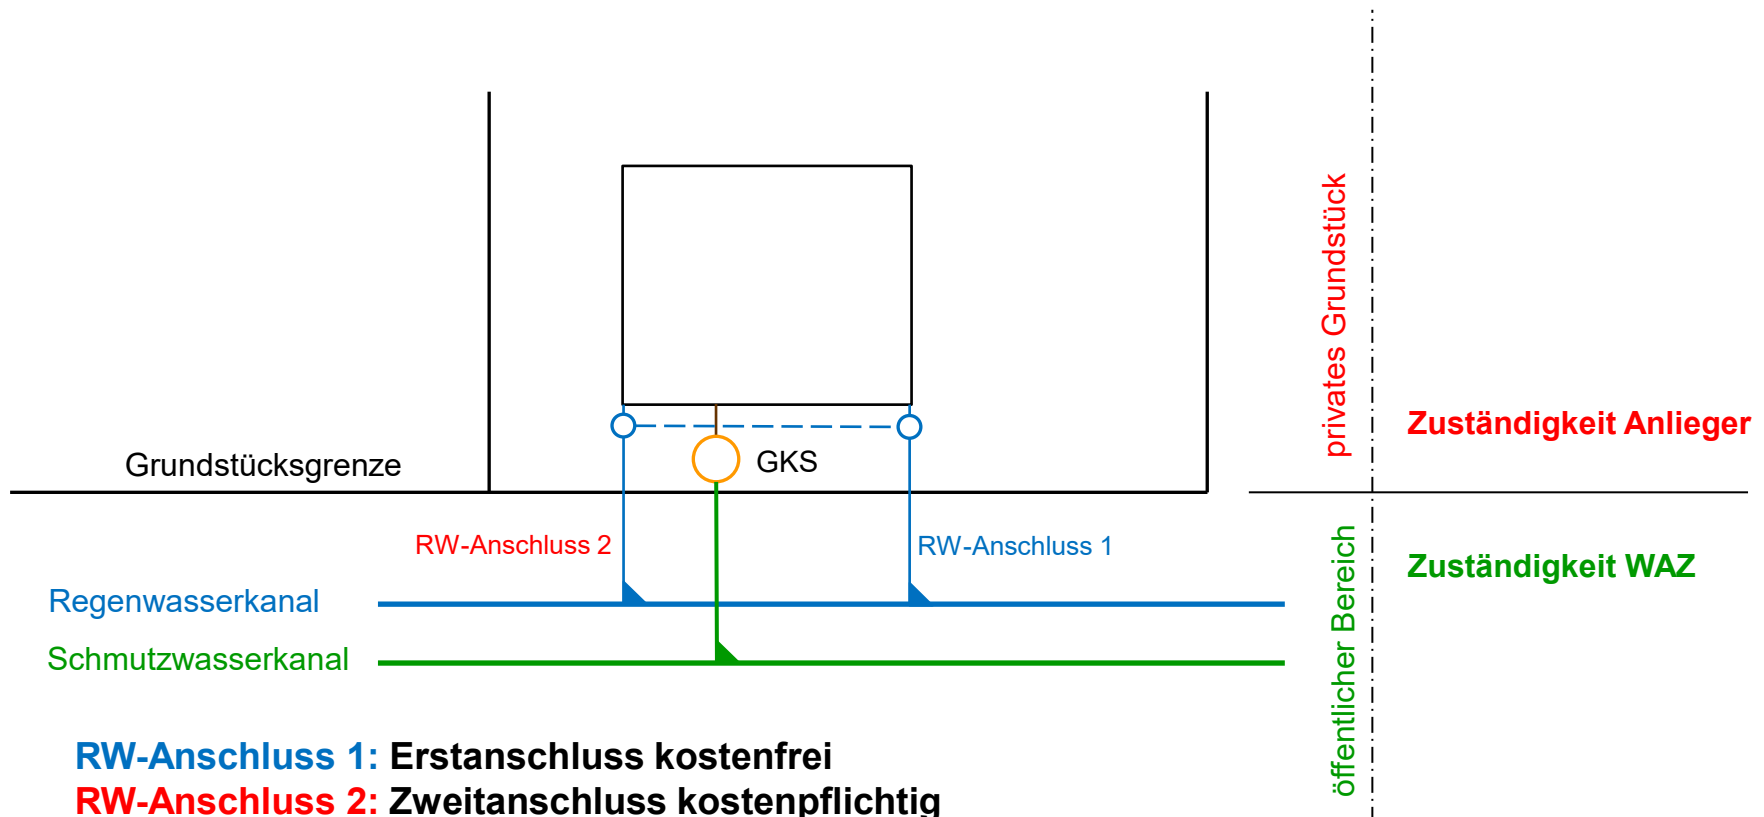 privates Grundstück
Zuständigkeit Anlieger
Grundstücksgrenze
GKS
RW-Anschluss 2
RW-Anschluss 1
öffentlicher Bereich
Zuständigkeit WAZ
Regenwasserkanal
Schmutzwasserkanal
RW-Anschluss 1: Erstanschluss kostenfrei
RW-Anschluss 2: Zweitanschluss kostenpflichtig